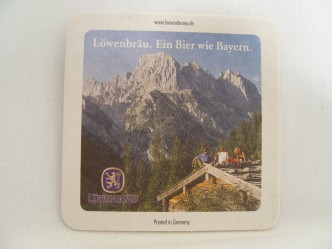 www.loewenbraeu.de
Löwenbräu. Ein Bier wie Bayern.
LÖWENBRÄU
Printed in Germany